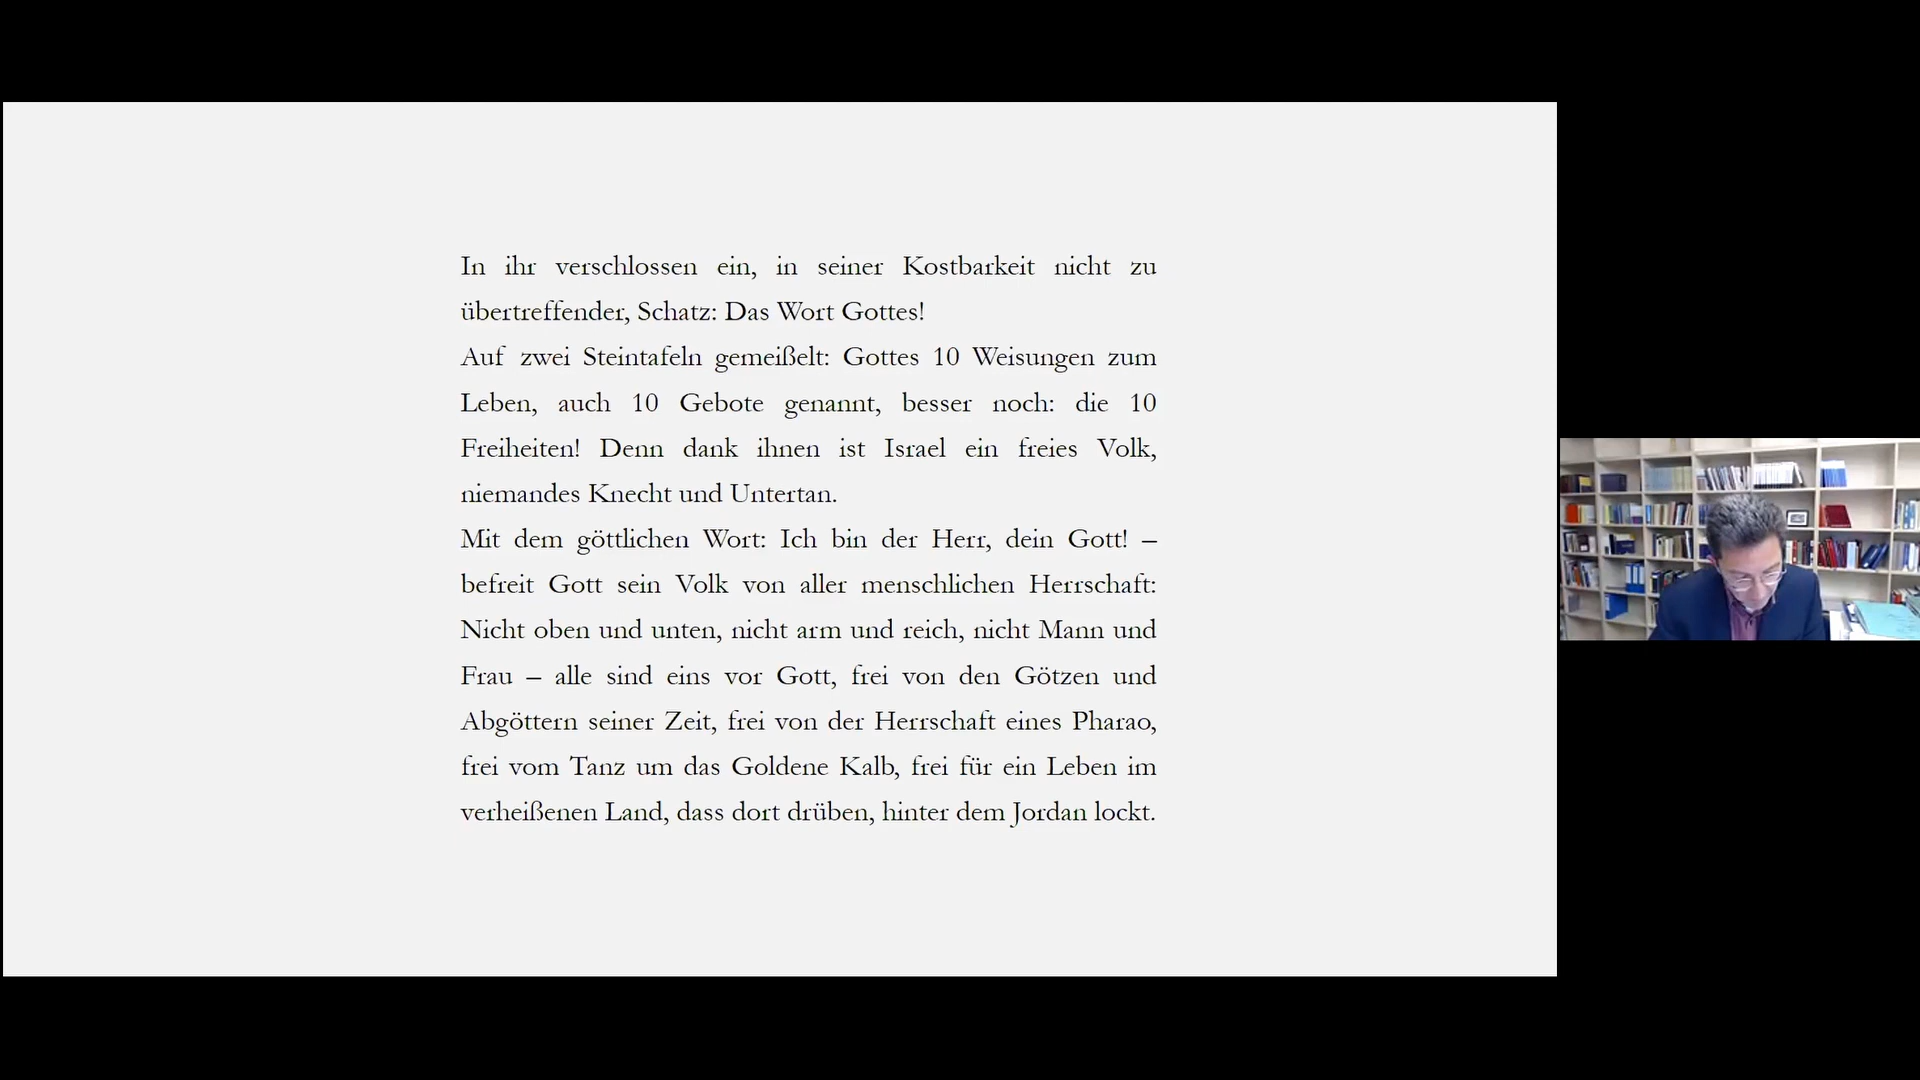 In ihr verschlossen ein, in seiner Kostbarkeit nicht zu
übertreffender, Schatz: Das Wort Gottes!
Auf zwei Steintafeln gemeißelt: Gottes 10 Weisungen zum
Leben, auch 10 Gebote genannt, besser noch: die 10
Freiheiten! Denn dank ihnen ist Israel ein freies Volk,
niemandes Knecht und Untertan.
Mit dem göttlichen Wort: Ich bin der Herr, dein Gott! –
befreit Gott sein Volk von aller menschlichen Herrschaft:
Nicht oben und unten, nicht arm und reich, nicht Mann und
Frau – alle sind eins vor Gott, frei von den Götzen und
Abgöttern seiner Zeit, frei von der Herrschaft eines Pharao,
frei vom Tanz um das Goldene Kalb, frei für ein Leben im
verheißenen Land, dass dort drüben, hinter dem Jordan lockt.